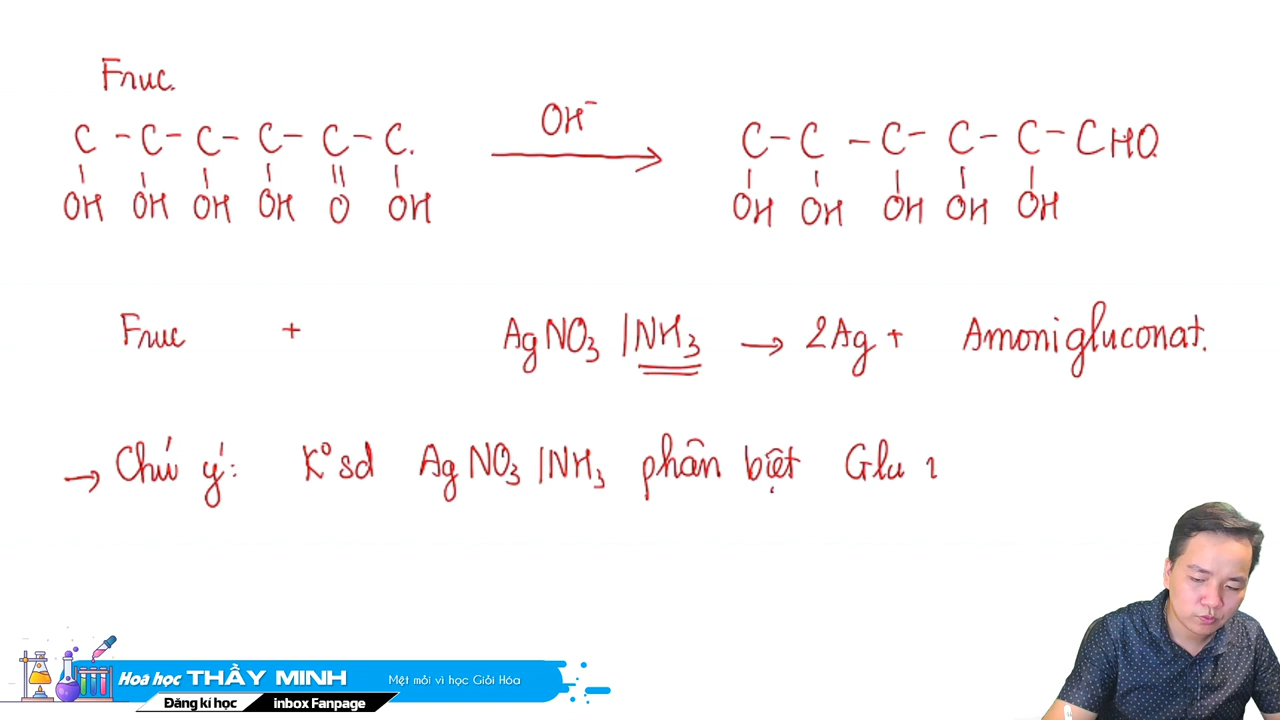 Fruc.
C - C - C - C - C - C. OH⁻ C - C - C - C - C - CHO
OH OH OH OH O OH OH OH OH OH OH
Fruc + AgNO₃ / NH₃ → 2Ag + Amoni gluconat.
→ Chú ý: K° sd AgNO₃ / NH₃ phân biệt Glu
Hoá học THẦY MINH Mệt mỏi vì học Giỏi Hóa
Đăng kí học inbox Fanpage